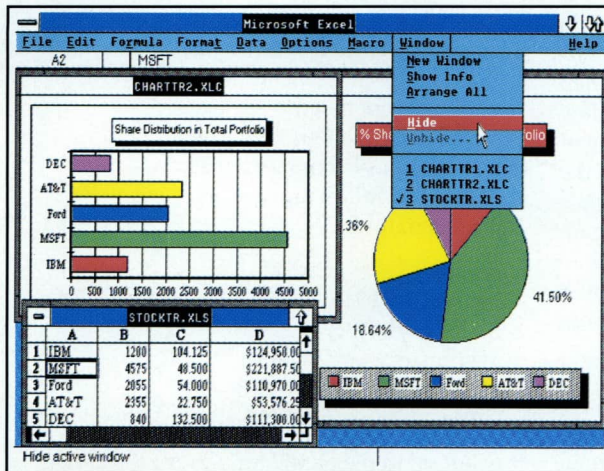 Microsoft Excel
File Edit Formula Format Data Options Macro Window Help
A2 MSFT
New Window
Show Info
Arrange All
Hide
Unhide...
1 CHARTTR1.XLC
2 CHARTTR2.XLC
√3 STOCKTR.XLS
CHARTTR2.XLC
Share Distribution in Total Portfolio
DEC
AT&T
Ford
MSFT
IBM
0 500 1000 1500 2000 2500 3000 3500 4000 4500 5000
% Sha folio
.36%
41.50%
18.64%
IBM MSFT Ford AT&T DEC
STOCKTR.XLS
A B C D
1 IBM 1200 104.125 $124,950.00
2 MSFT 4575 48.500 $221,887.50
3 Ford 2055 54.000 $110,970.00
4 AT&T 2355 22.750 $53,576.25
5 DEC 840 132.500 $111,300.00
Hide active window